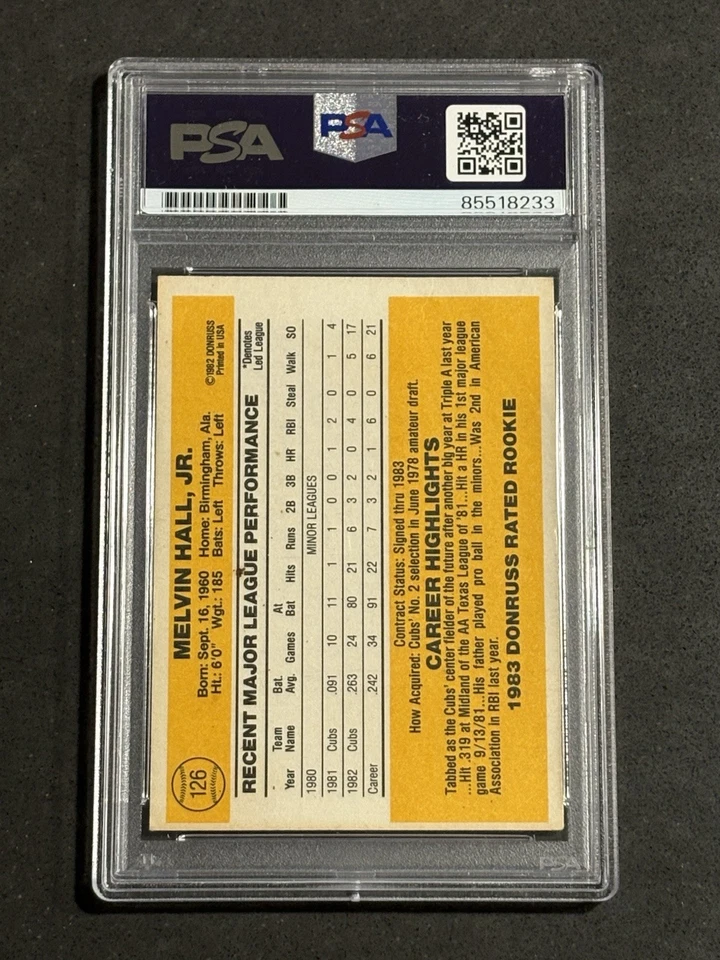 PSA
PSA
85518233
126
MELVIN HALL, JR.
©1982 DONRUSS
Printed in USA
Born: Sept. 16, 1960 Home: Birmingham, Ala.
Ht.: 6'0" Wgt.: 185 Bats: Left Throws: Left
RECENT MAJOR LEAGUE PERFORMANCE
*Denotes
Led League
Year Team Name Bat. Avg. Games At Bat Hits Runs 2B 3B HR RBI Steal Walk SO
1980 MINOR LEAGUES
1981 Cubs .091 10 11 1 1 0 0 1 2 0 1 4
1982 Cubs .263 24 80 21 6 3 2 0 4 0 5 17
Career .242 34 91 22 7 3 2 1 6 0 6 21
Contract Status: Signed thru 1983
How Acquired: Cubs' No. 2 selection in June 1978 amateur draft.
CAREER HIGHLIGHTS
Tabbed as the Cubs' center fielder of the future after another big year at Triple A last year
...Hit .319 at Midland of the AA Texas League of '81...Hit a HR in his 1st major league
game 9/13/81...His father played pro ball in the minors...Was 2nd in American
Association in RBI last year.
1983 DONRUSS RATED ROOKIE
PSA